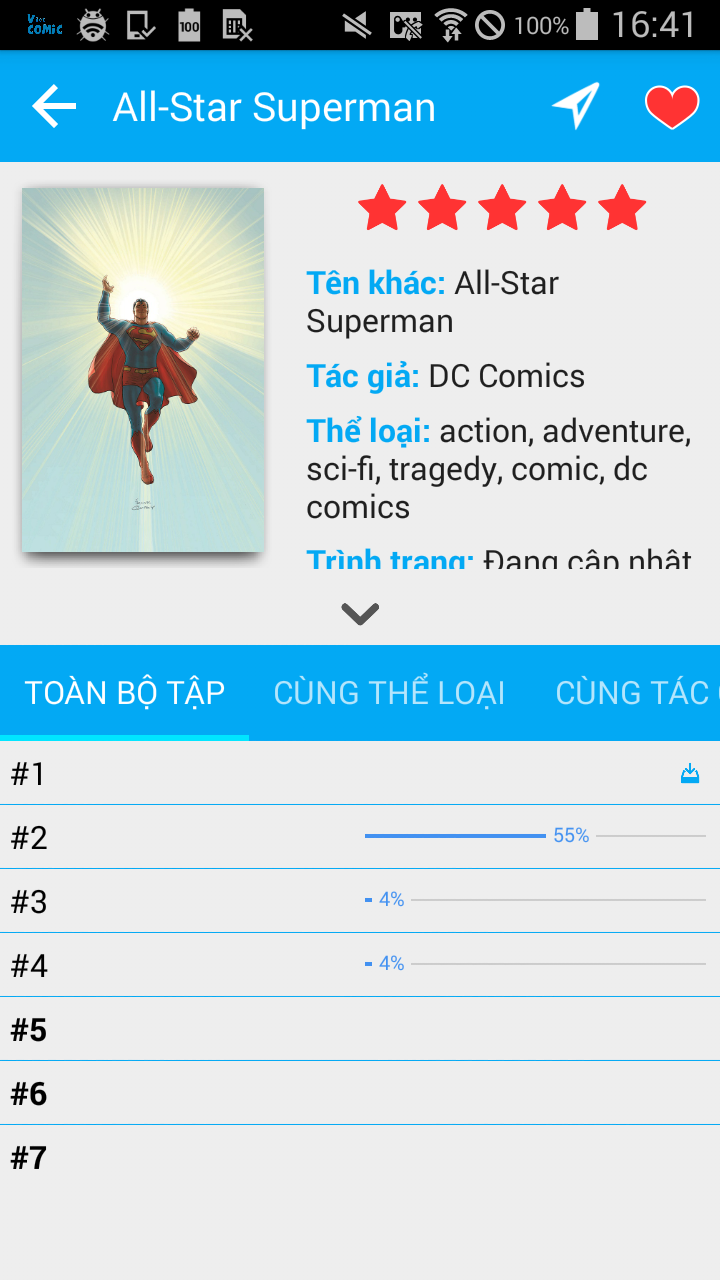 VNET
COMIC
100
100%
16:41
All-Star Superman
Tên khác: All-Star
Superman
Tác giả: DC Comics
Thể loại: action, adventure,
sci-fi, tragedy, comic, dc
comics
Trình trạng: Đang cập nhật
TOÀN BỘ TẬP
CÙNG THỂ LOẠI
CÙNG TÁC
#1
#2
55%
#3
4%
#4
4%
#5
#6
#7